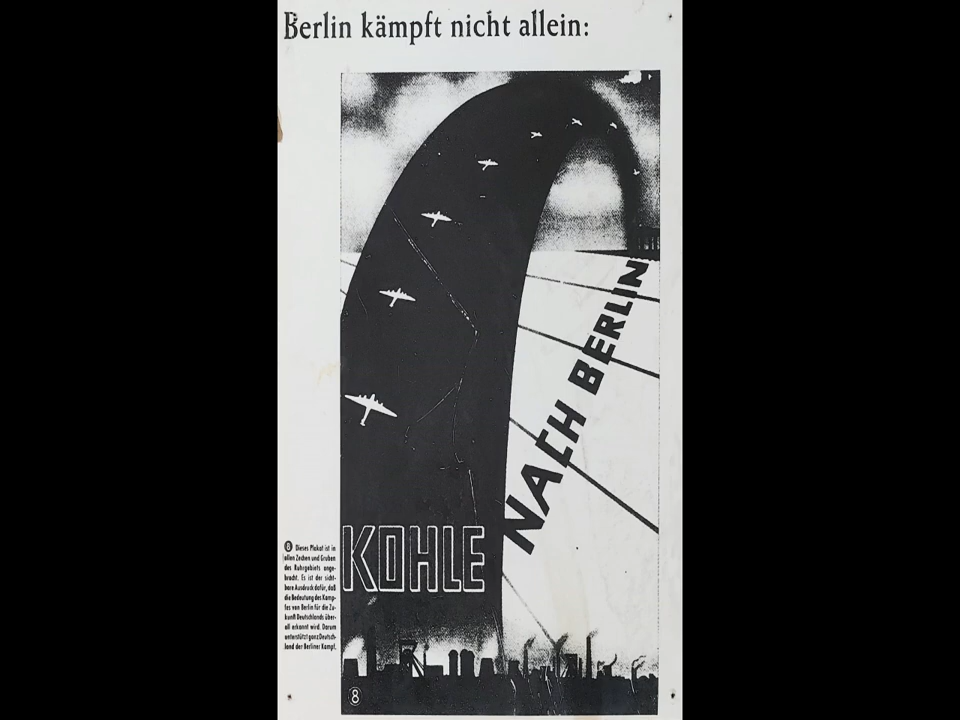 Berlin kämpft nicht allein:
NACH BERLIN
KOHLE
8 Dieses Plakat ist in
allen Zechen und Gruben
des Ruhrgebiets ange-
bracht. Es ist der sicht-
bare Ausdruck dafür, daß
die Bedeutung des Kamp-
fes von Berlin für die Zu-
kunft Deutschlands über-
all erkannt wird. Darum
unterstützt ganz Deutsch-
land der Berliner Kampf.
8